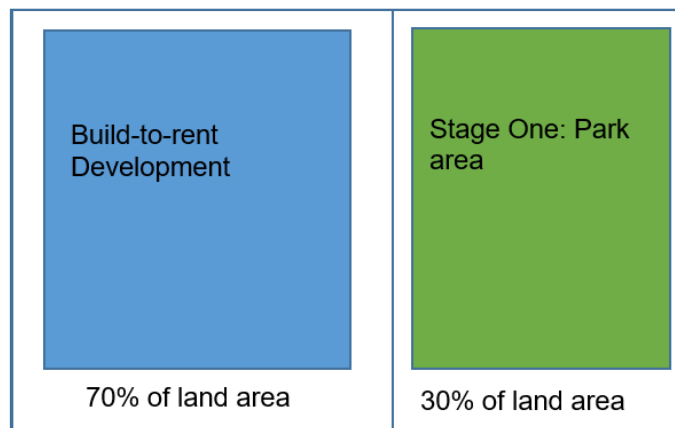 Build-to-rent
Development
Stage One: Park
area
70% of land area
30% of land area